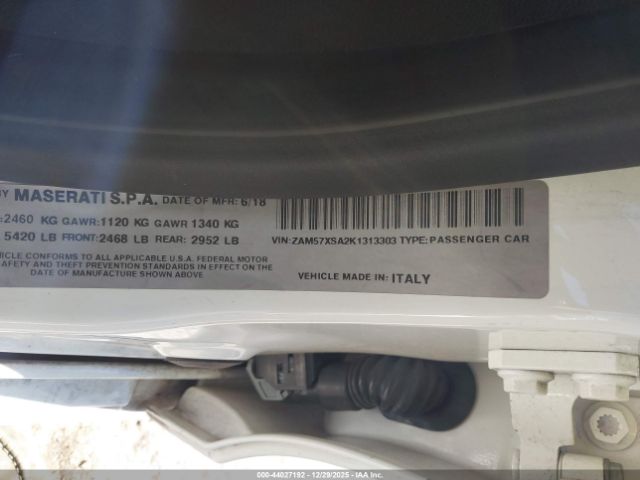 BY MASERATI S.P.A. DATE OF MFR: 6/18
:2460 KG GAWR:1120 KG GAWR 1340 KG
5420 LB FRONT:2468 LB REAR: 2952 LB
VIN:ZAM57XSA2K1313303 TYPE:PASSENGER CAR
HICLE CONFORMS TO ALL APPLICABLE U.S.A. FEDERAL MOTOR
SAFETY AND THEFT PREVENTION STANDARDS IN EFFECT ON THE
DATE OF MANUFACTURE SHOWN ABOVE
VEHICLE MADE IN: ITALY
000-44027192 - 12/29/2025 - IAA Inc.